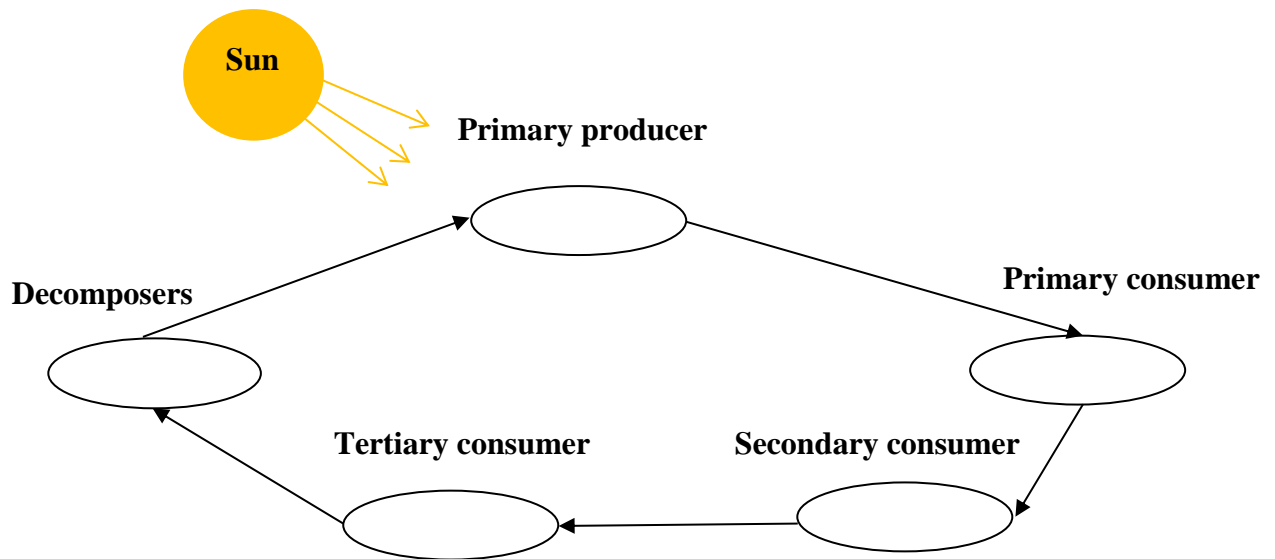 Sun
Primary producer
Primary consumer
Decomposers
Tertiary consumer
Secondary consumer